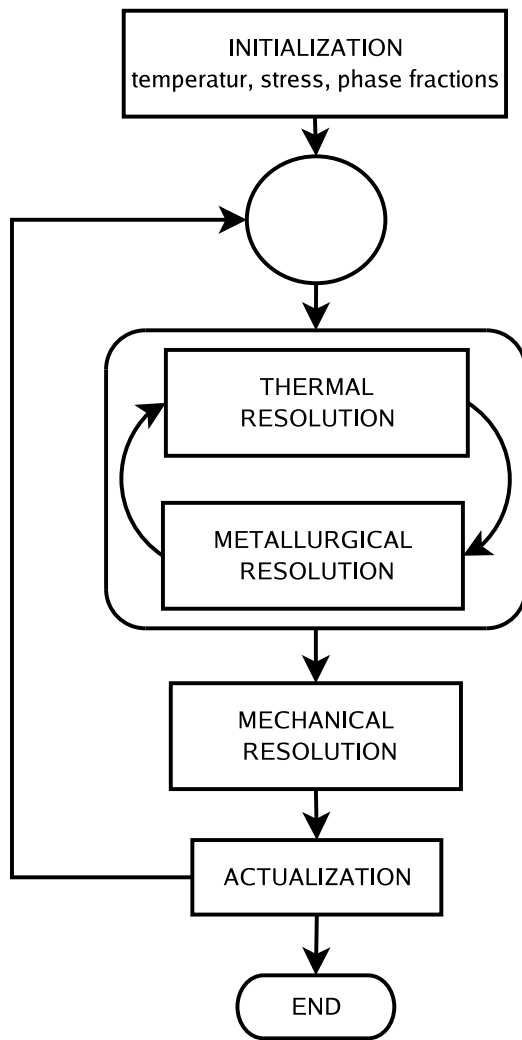 INITIALIZATION
temperatur, stress, phase fractions
THERMAL
RESOLUTION
METALLURGICAL
RESOLUTION
MECHANICAL
RESOLUTION
ACTUALIZATION
END